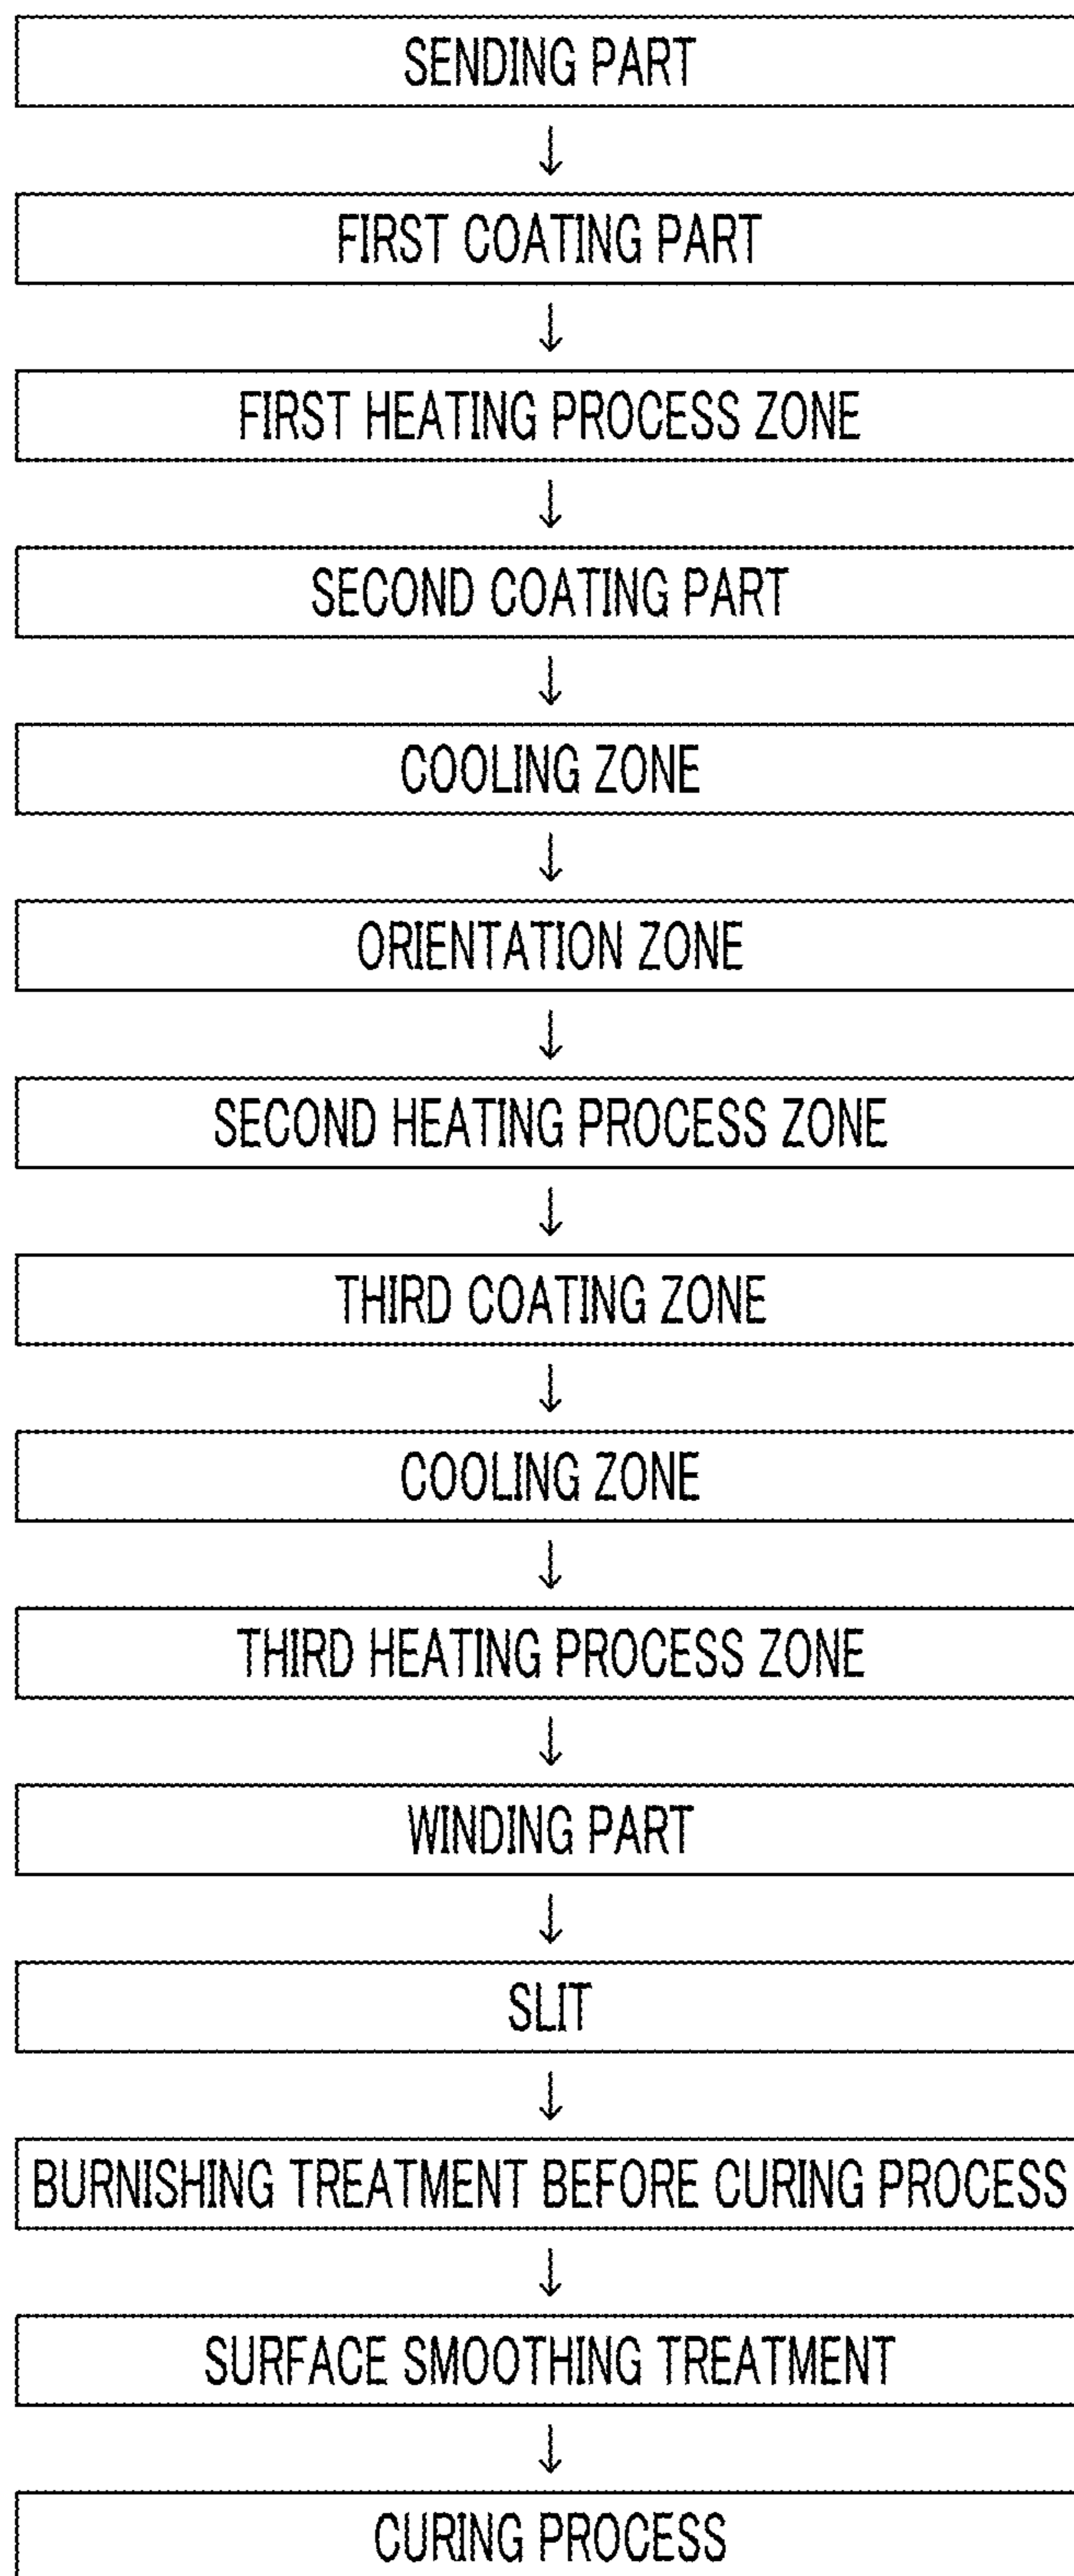 SENDING PART
↓
FIRST COATING PART
↓
FIRST HEATING PROCESS ZONE
↓
SECOND COATING PART
↓
COOLING ZONE
↓
ORIENTATION ZONE
↓
SECOND HEATING PROCESS ZONE
↓
THIRD COATING ZONE
↓
COOLING ZONE
↓
THIRD HEATING PROCESS ZONE
↓
WINDING PART
↓
SLIT
↓
BURNISHING TREATMENT BEFORE CURING PROCESS
↓
SURFACE SMOOTHING TREATMENT
↓
CURING PROCESS